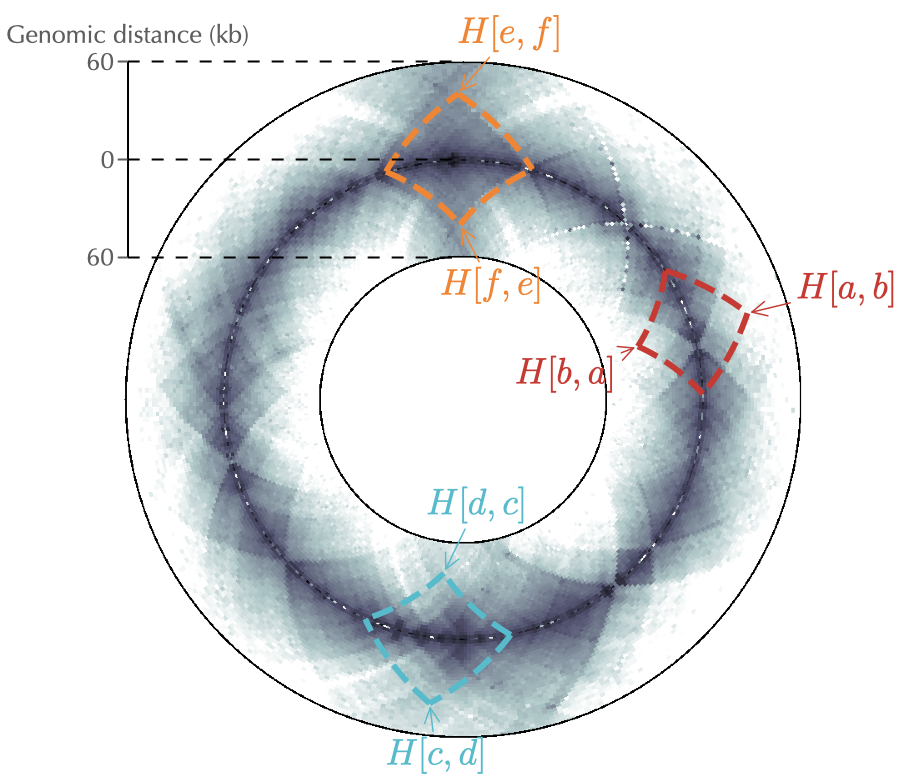 Genomic distance (kb)
60
0
60
H[e, f]
H[f, e]
H[a, b]
H[b, a]
H[d, c]
H[c, d]